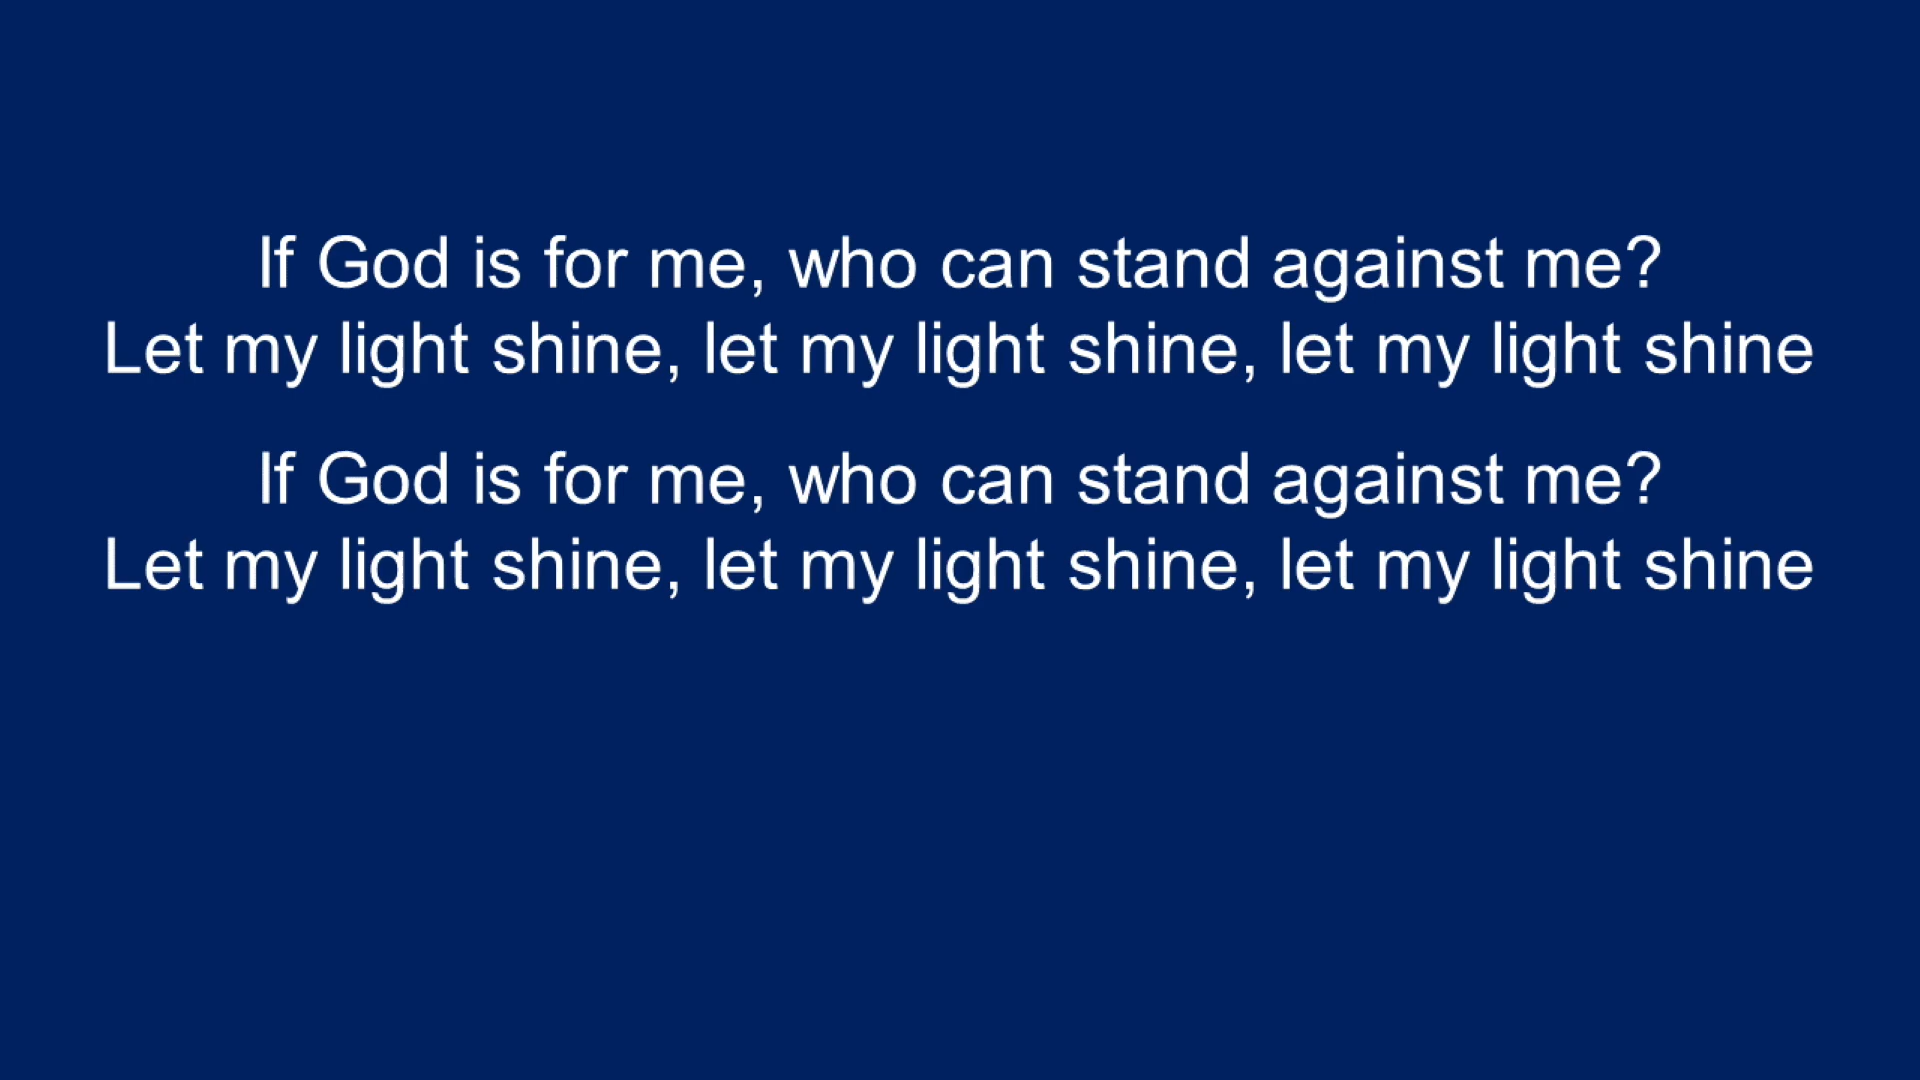 If God is for me, who can stand against me?
Let my light shine, let my light shine, let my light shine
If God is for me, who can stand against me?
Let my light shine, let my light shine, let my light shine